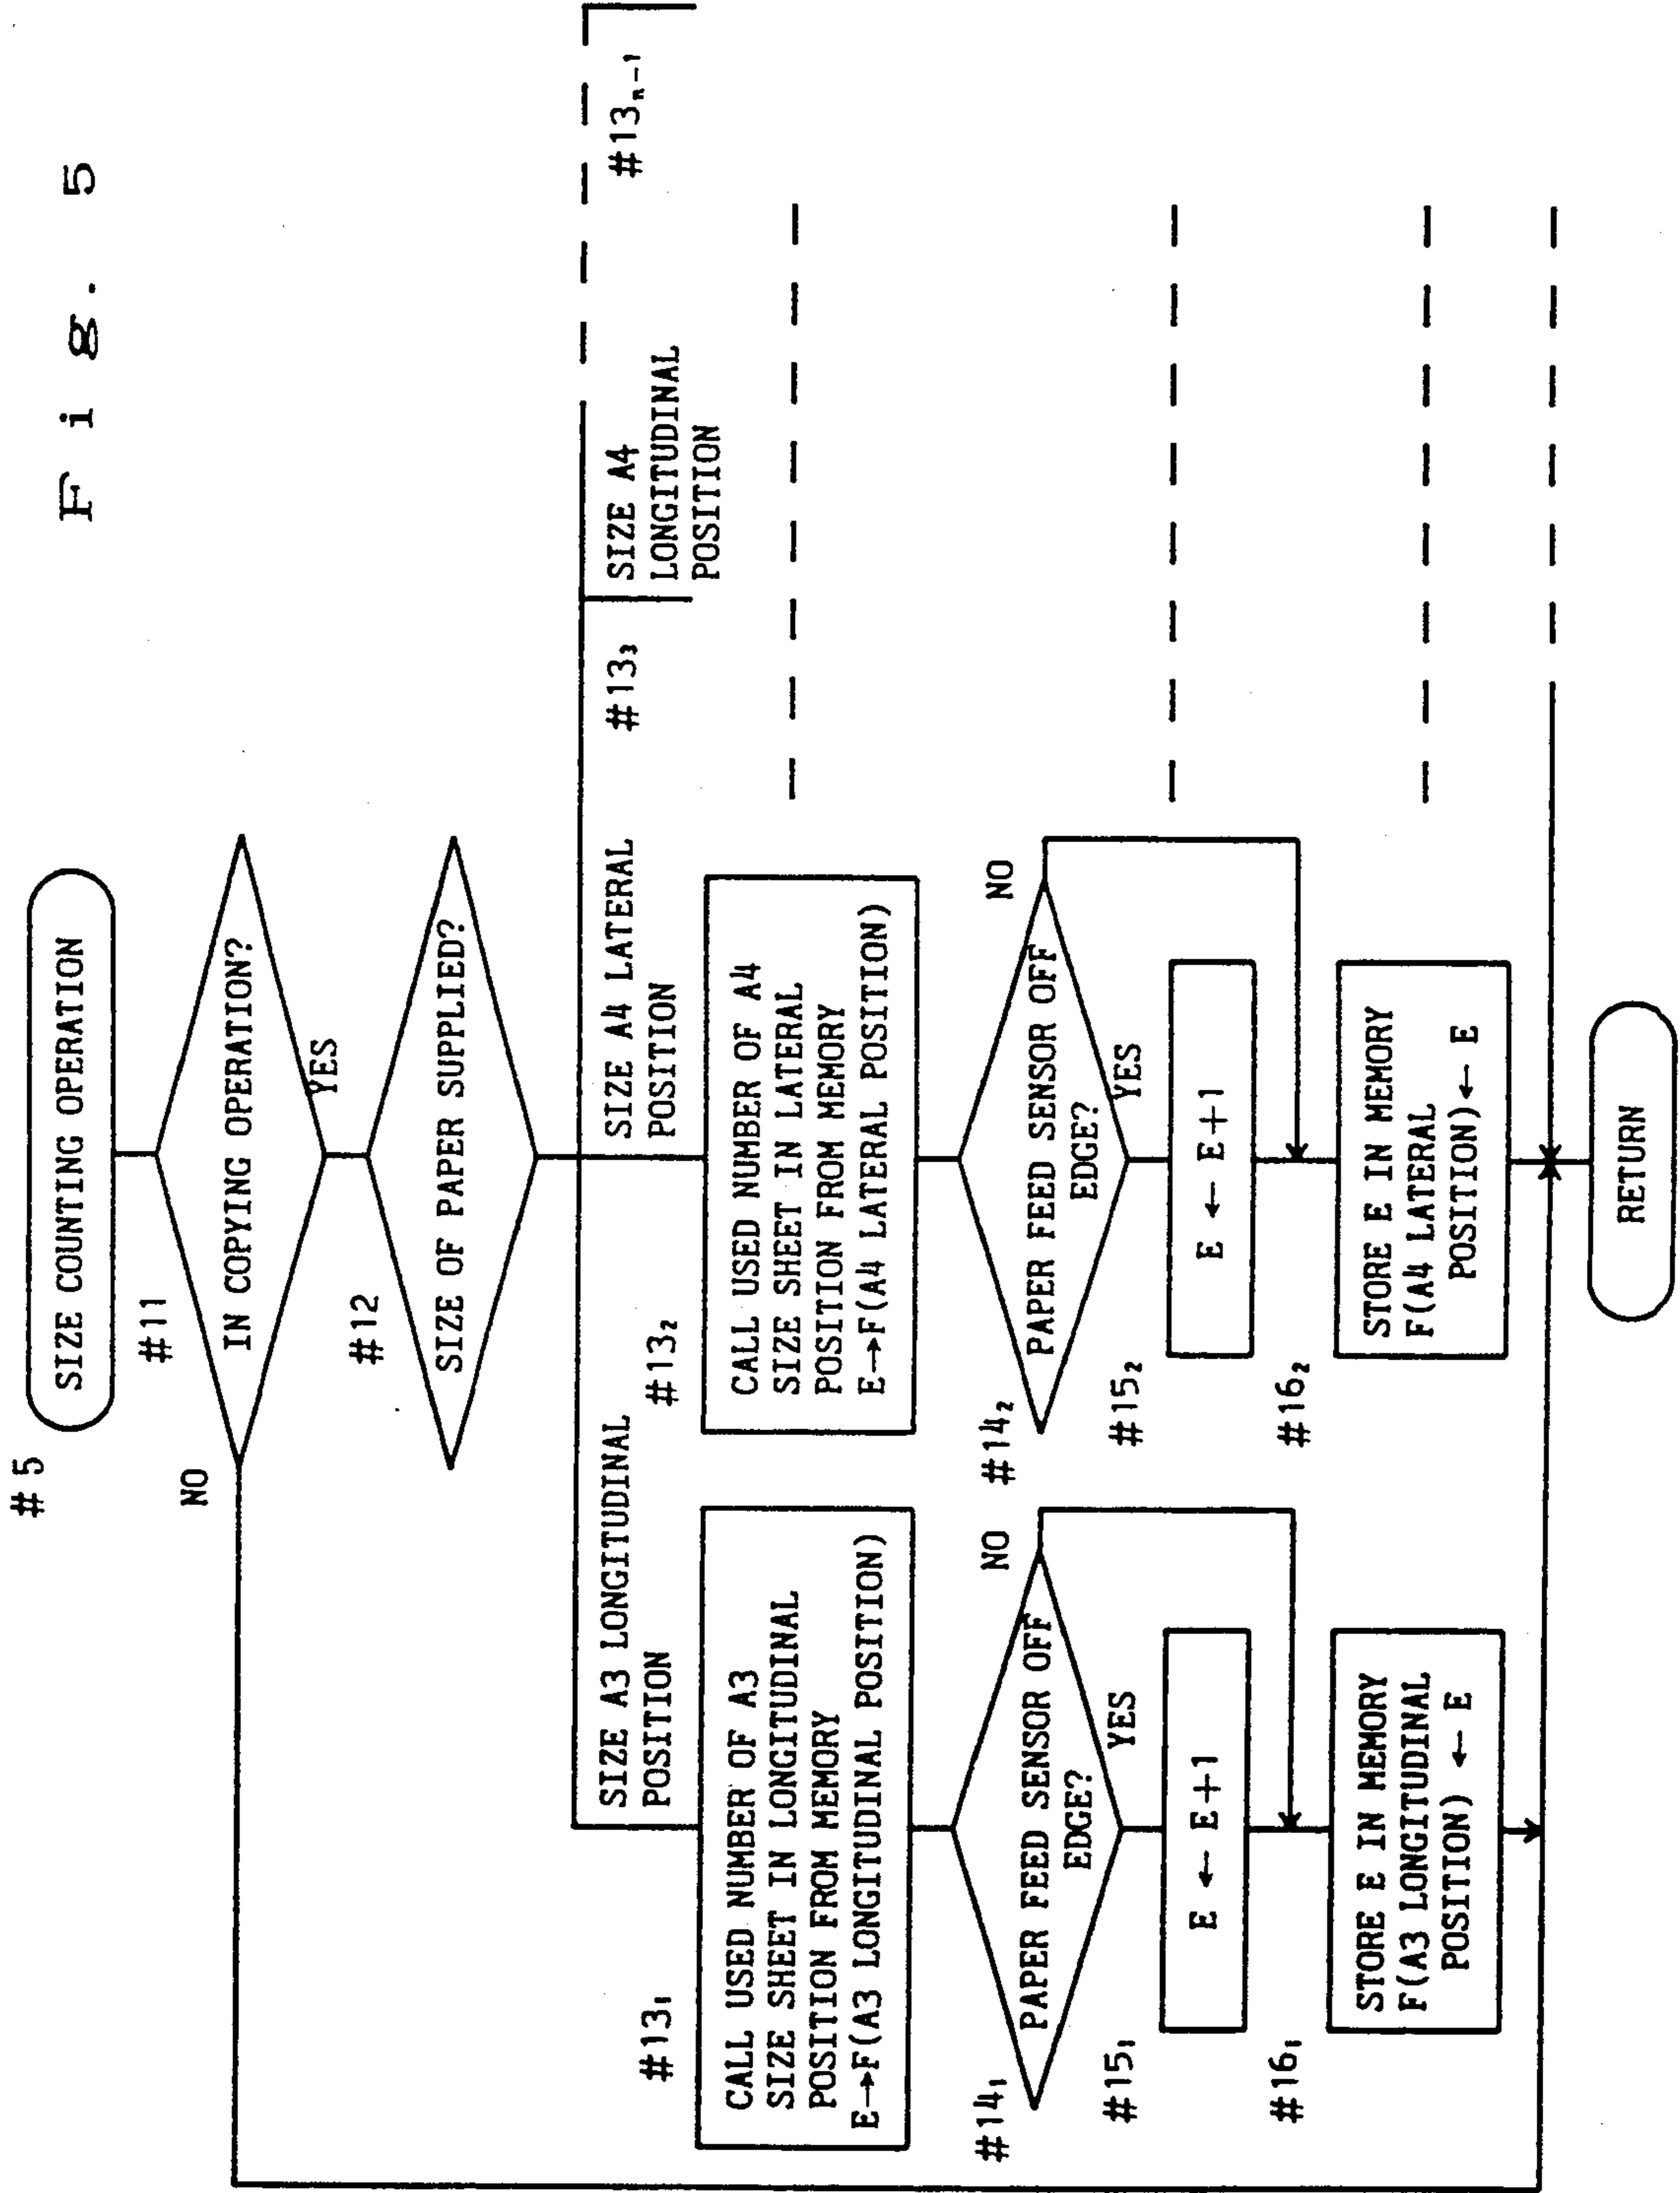 Fig. 5
#5
SIZE COUNTING OPERATION
#11
IN COPYING OPERATION?
NO
YES
#12
SIZE OF PAPER SUPPLIED?
SIZE A3 LONGITUDINAL
POSITION
SIZE A4 LATERAL
POSITION
#13₃
SIZE A4
LONGITUDINAL
POSITION
#13ₙ₋₁
#13₁
CALL USED NUMBER OF A3
SIZE SHEET IN LONGITUDINAL
POSITION FROM MEMORY
E→F(A3 LONGITUDINAL POSITION)
#13₂
CALL USED NUMBER OF A4
SIZE SHEET IN LATERAL
POSITION FROM MEMORY
E→F(A4 LATERAL POSITION)
#14₁
PAPER FEED SENSOR OFF
EDGE?
NO
YES
#14₂
PAPER FEED SENSOR OFF
EDGE?
NO
YES
#15₁
E ← E+1
#15₂
E ← E+1
#16₁
STORE E IN MEMORY
F(A3 LONGITUDINAL
POSITION) ← E
#16₂
STORE E IN MEMORY
F(A4 LATERAL
POSITION)← E
RETURN